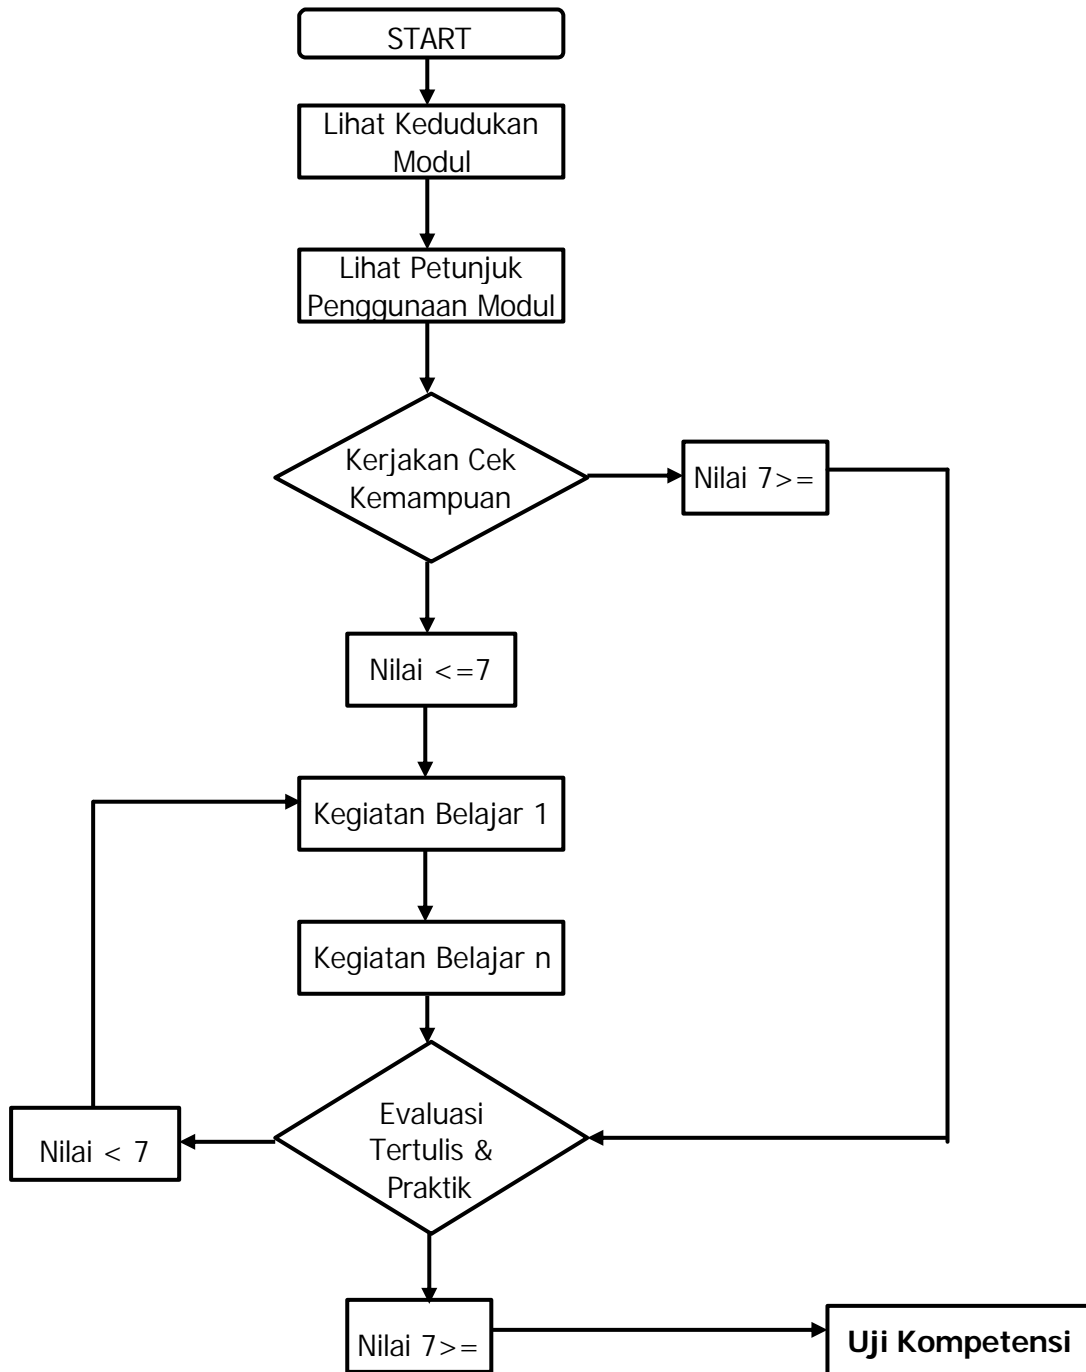 START
Lihat Kedudukan
Modul
Lihat Petunjuk
Penggunaan Modul
Kerjakan Cek
Kemampuan
Nilai 7>=
Nilai <=7
Kegiatan Belajar 1
Kegiatan Belajar n
Evaluasi
Tertulis &
Praktik
Nilai < 7
Nilai 7>=
Uji Kompetensi